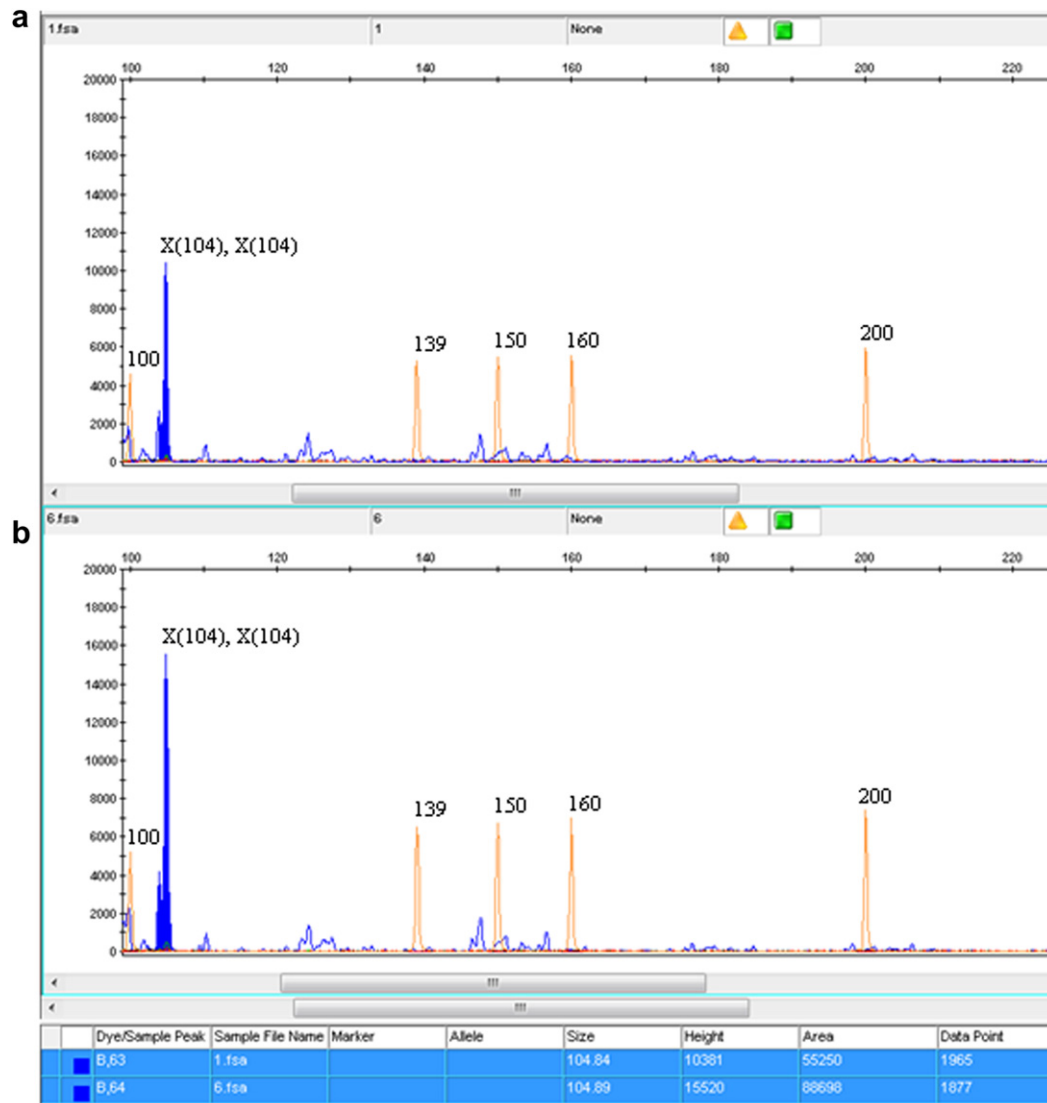 a
1.fsa 1 None
100 120 140 160 180 200 220
20000
18000
16000
14000
12000
10000
8000
6000
4000
2000
0
X(104), X(104)
100 139 150 160 200
b
6.fsa 6 None
100 120 140 160 180 200 220
20000
18000
16000
14000
12000
10000
8000
6000
4000
2000
0
X(104), X(104)
100 139 150 160 200
Dye/Sample Peak Sample File Name Marker Allele Size Height Area Data Point
B,63 1.fsa 104.84 10381 55250 1965
B,64 6.fsa 104.89 15520 88698 1877